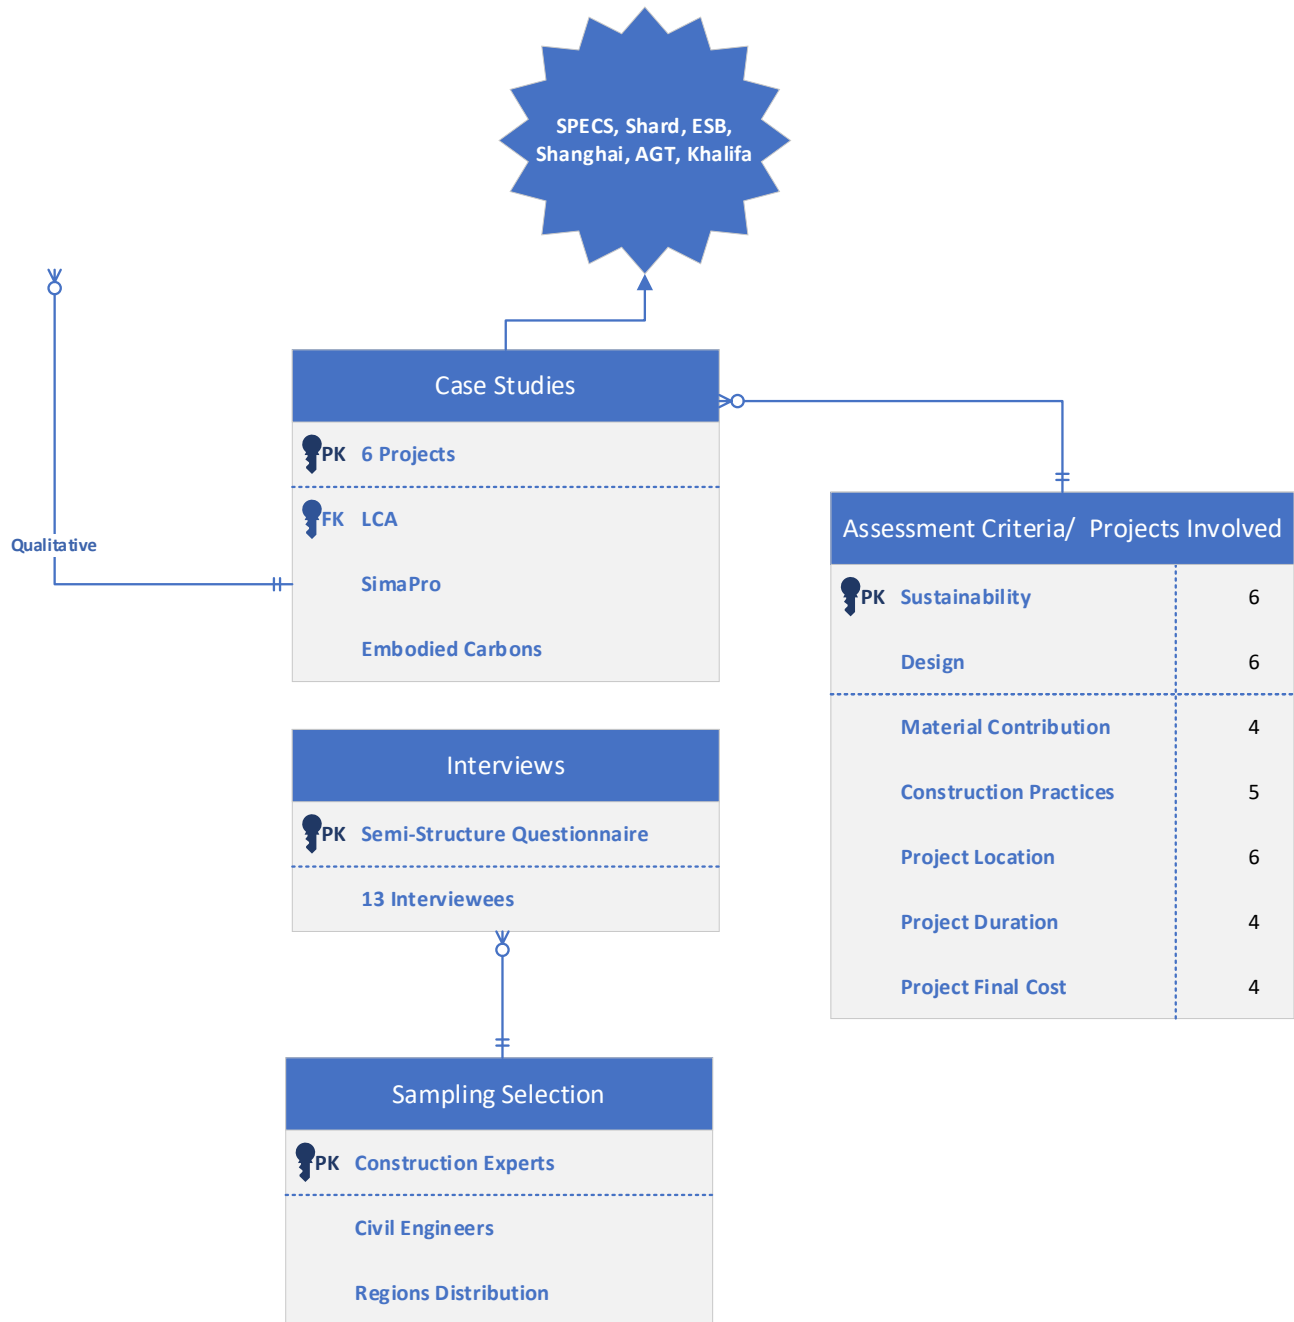 SPECS, Shard, ESB,
Shanghai, AGT, Khalifa
Case Studies
PK 6 Projects
FK LCA
SimaPro
Embodied Carbons
Qualitative
Assessment Criteria/ Projects Involved
PK Sustainability 6
Design 6
Material Contribution 4
Construction Practices 5
Project Location 6
Project Duration 4
Project Final Cost 4
Interviews
PK Semi-Structure Questionnaire
13 Interviewees
Sampling Selection
PK Construction Experts
Civil Engineers
Regions Distribution